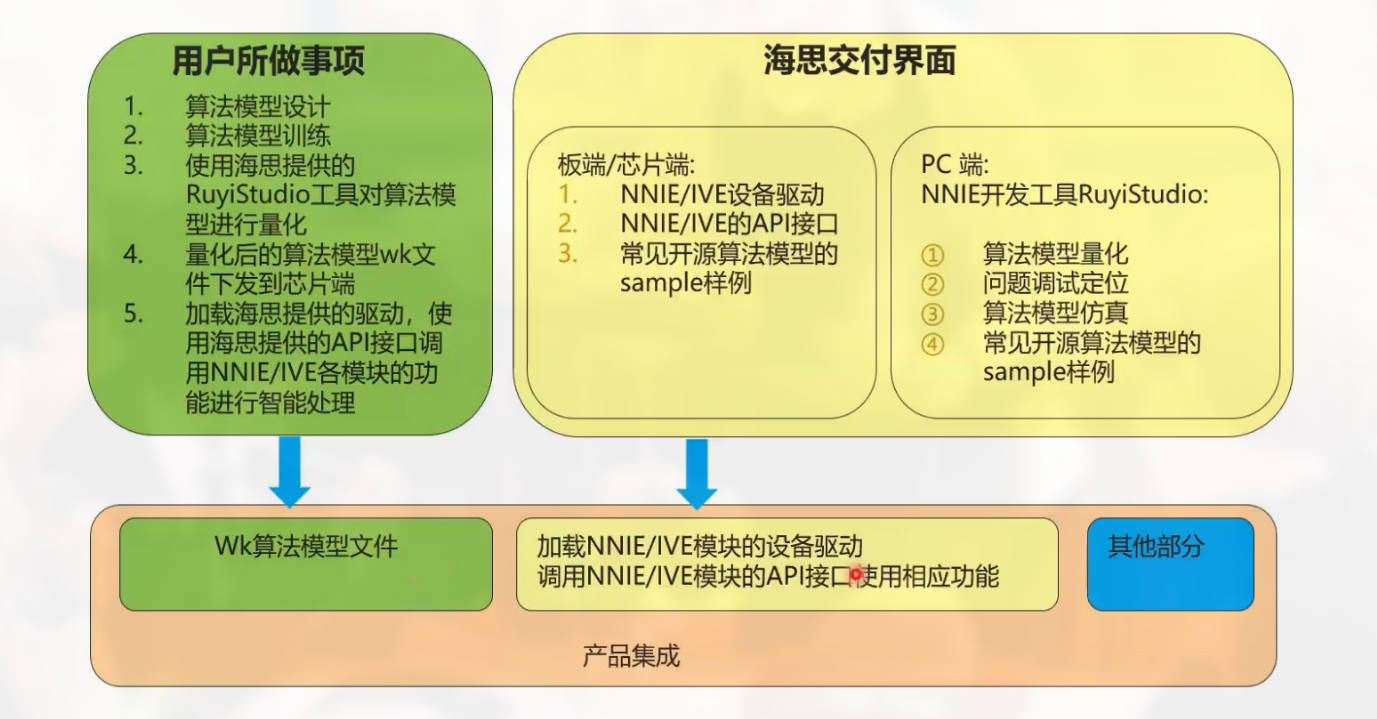 用户所做事项
1. 算法模型设计
2. 算法模型训练
3. 使用海思提供的
RuyiStudio工具对算法模
型进行量化
4. 量化后的算法模型wk文
件下发到芯片端
5. 加载海思提供的驱动，使
用海思提供的API接口调
用NNIE/IVE各模块的功
能进行智能处理
海思交付界面
板端/芯片端:
1. NNIE/IVE设备驱动
2. NNIE/IVE的API接口
3. 常见开源算法模型的
sample样例
PC 端:
NNIE开发工具RuyiStudio:
① 算法模型量化
② 问题调试定位
③ 算法模型仿真
④ 常见开源算法模型的
sample样例
Wk算法模型文件
加载NNIE/IVE模块的设备驱动
调用NNIE/IVE模块的API接口使用相应功能
其他部分
产品集成